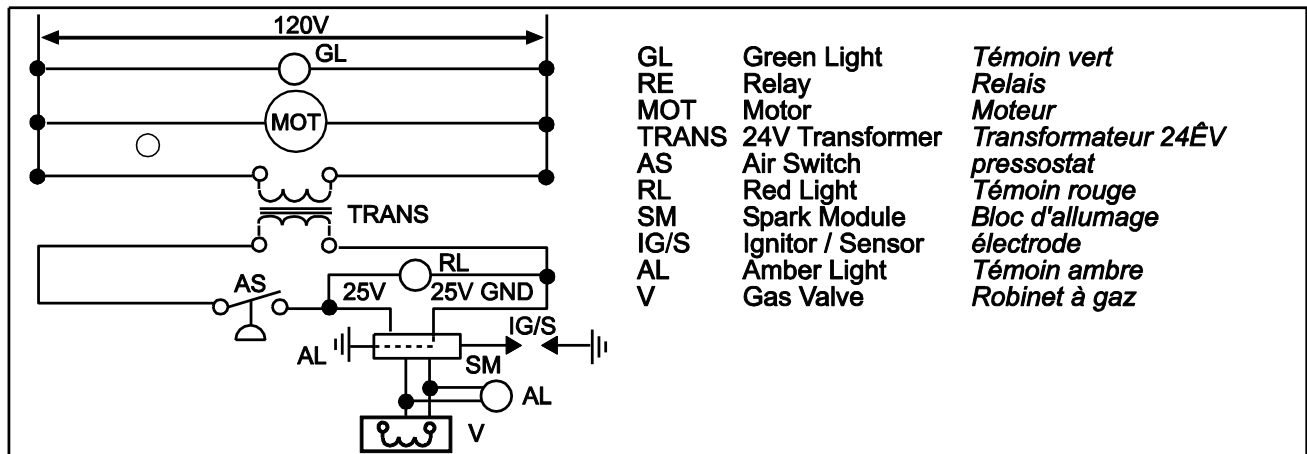 120V
GL
MOT
TRANS
AS
RL
25V 25V GND
IG/S
AL
SM
AL
V
GL Green Light Témoin vert
RE Relay Relais
MOT Motor Moteur
TRANS 24V Transformer Transformateur 24ÊV
AS Air Switch pressostat
RL Red Light Témoin rouge
SM Spark Module Bloc d'allumage
IG/S Ignitor / Sensor électrode
AL Amber Light Témoin ambre
V Gas Valve Robinet à gaz